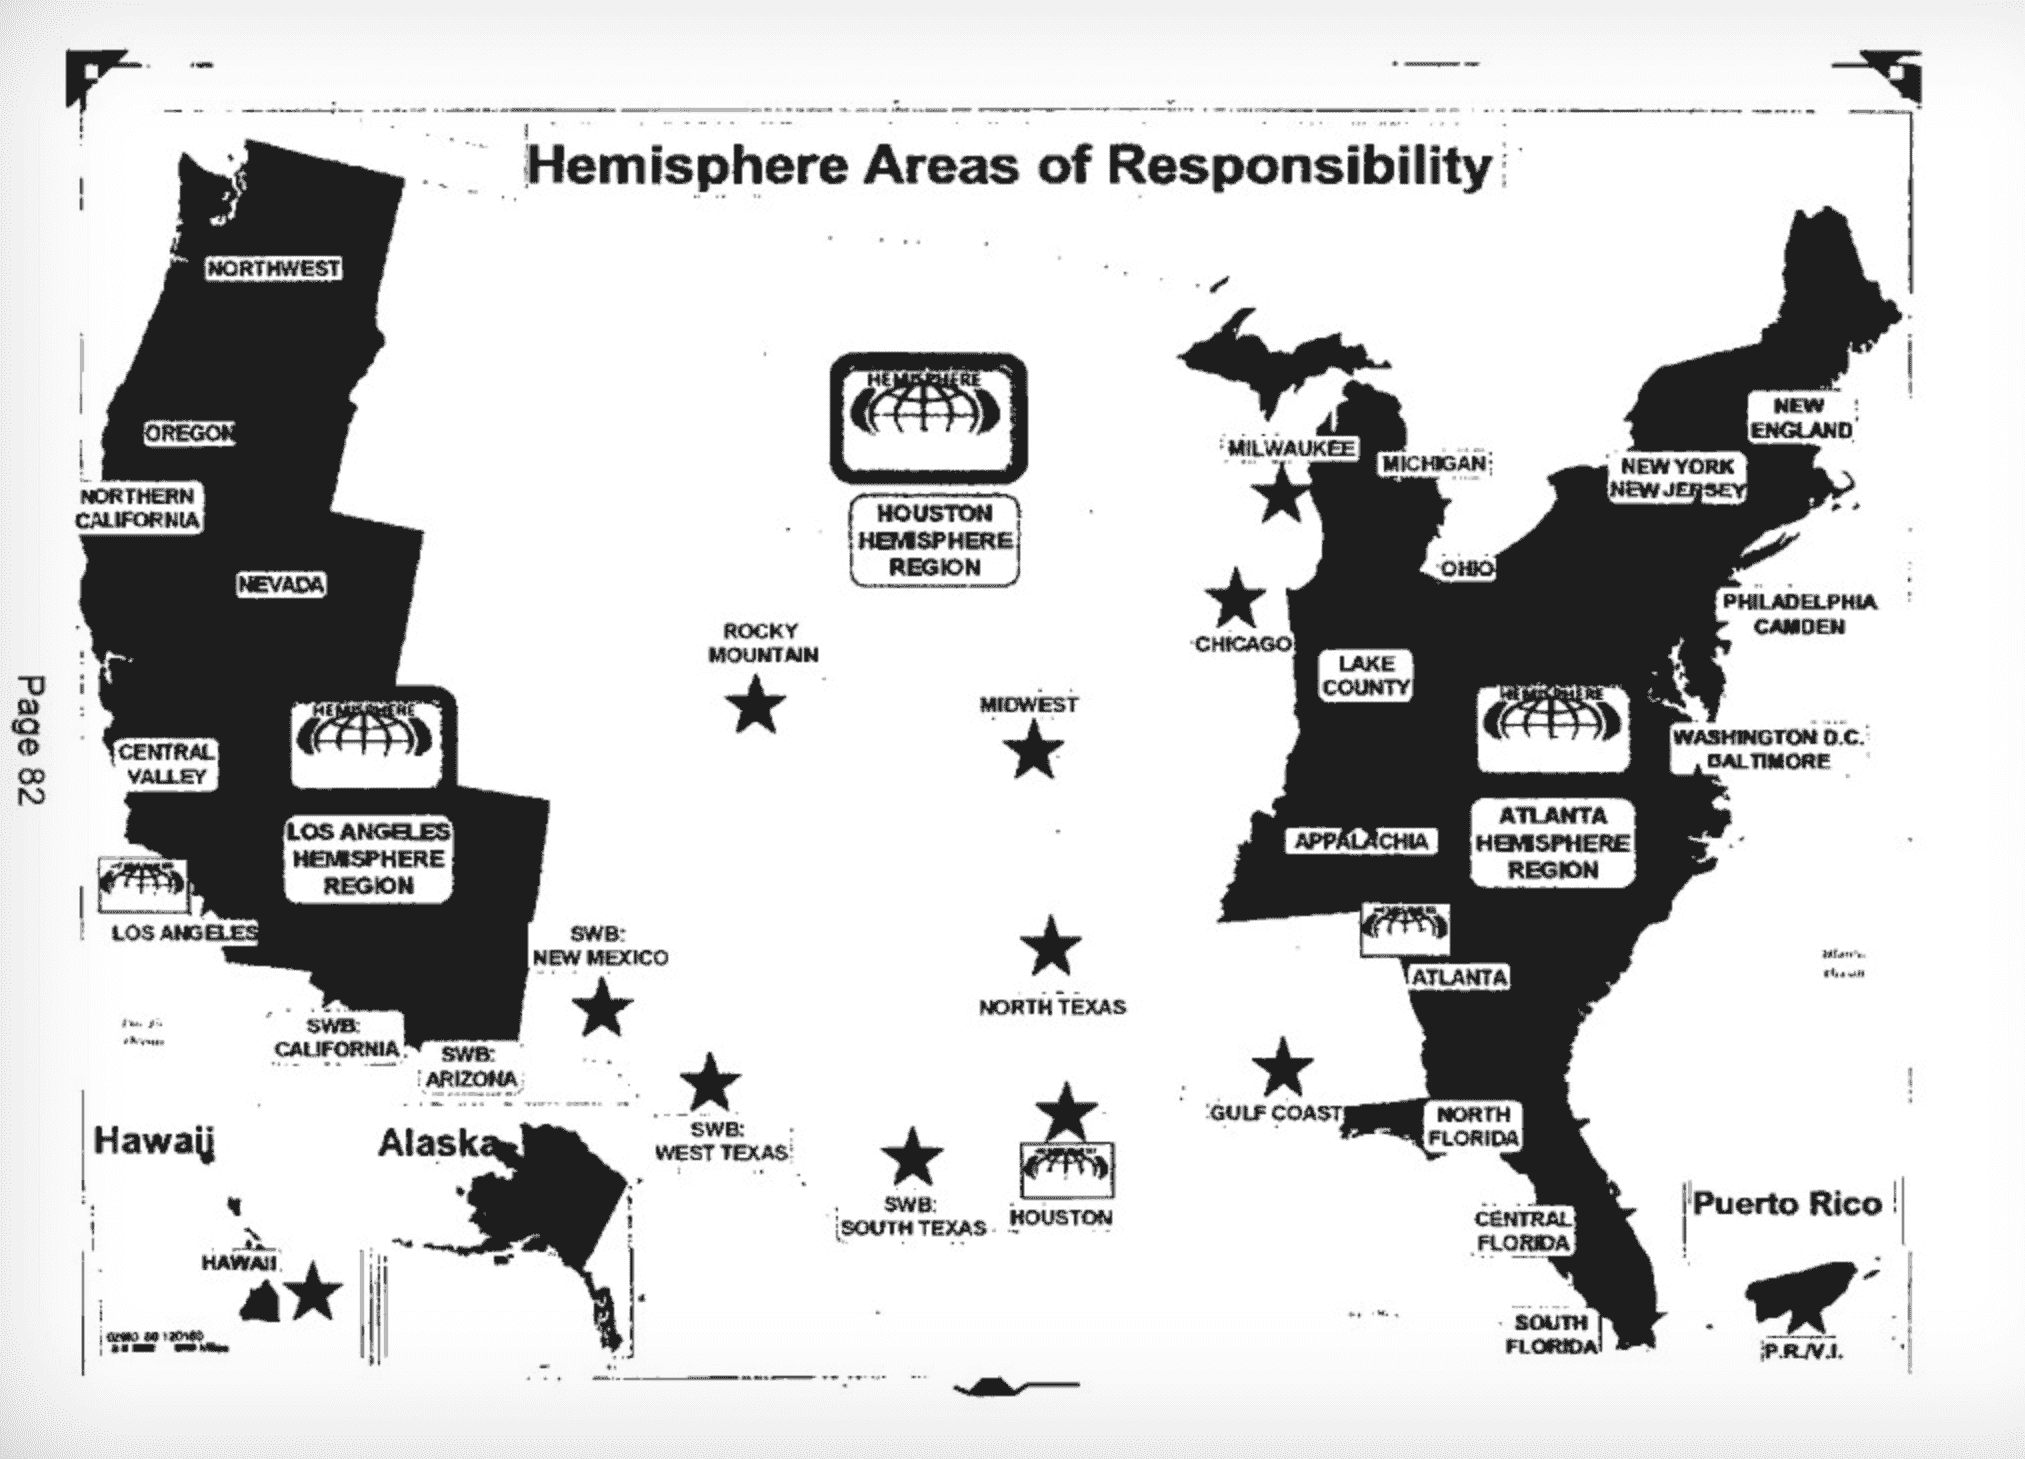 Hemisphere Areas of Responsibility
NORTHWEST
OREGON
NORTHERN
CALIFORNIA
NEVADA
CENTRAL
VALLEY
HEMISPHERE
LOS ANGELES
HEMISPHERE
REGION
LOS ANGELES
SWB:
CALIFORNIA
SWB:
ARIZONA
SWB:
NEW MEXICO
SWB:
WEST TEXAS
HEMISPHERE
HOUSTON
HEMISPHERE
REGION
ROCKY
MOUNTAIN
MIDWEST
NORTH TEXAS
SWB:
SOUTH TEXAS
HOUSTON
MILWAUKEE
MICHIGAN
CHICAGO
LAKE
COUNTY
OHIO
NEW
ENGLAND
NEW YORK
NEW JERSEY
PHILADELPHIA
CAMDEN
HEMISPHERE
WASHINGTON D.C.
BALTIMORE
ATLANTA
HEMISPHERE
REGION
APPALACHIA
ATLANTA
GULF COAST
NORTH
FLORIDA
CENTRAL
FLORIDA
SOUTH
FLORIDA
Hawaii
HAWAII
Alaska
Puerto Rico
P.R./V.I.
Page 82